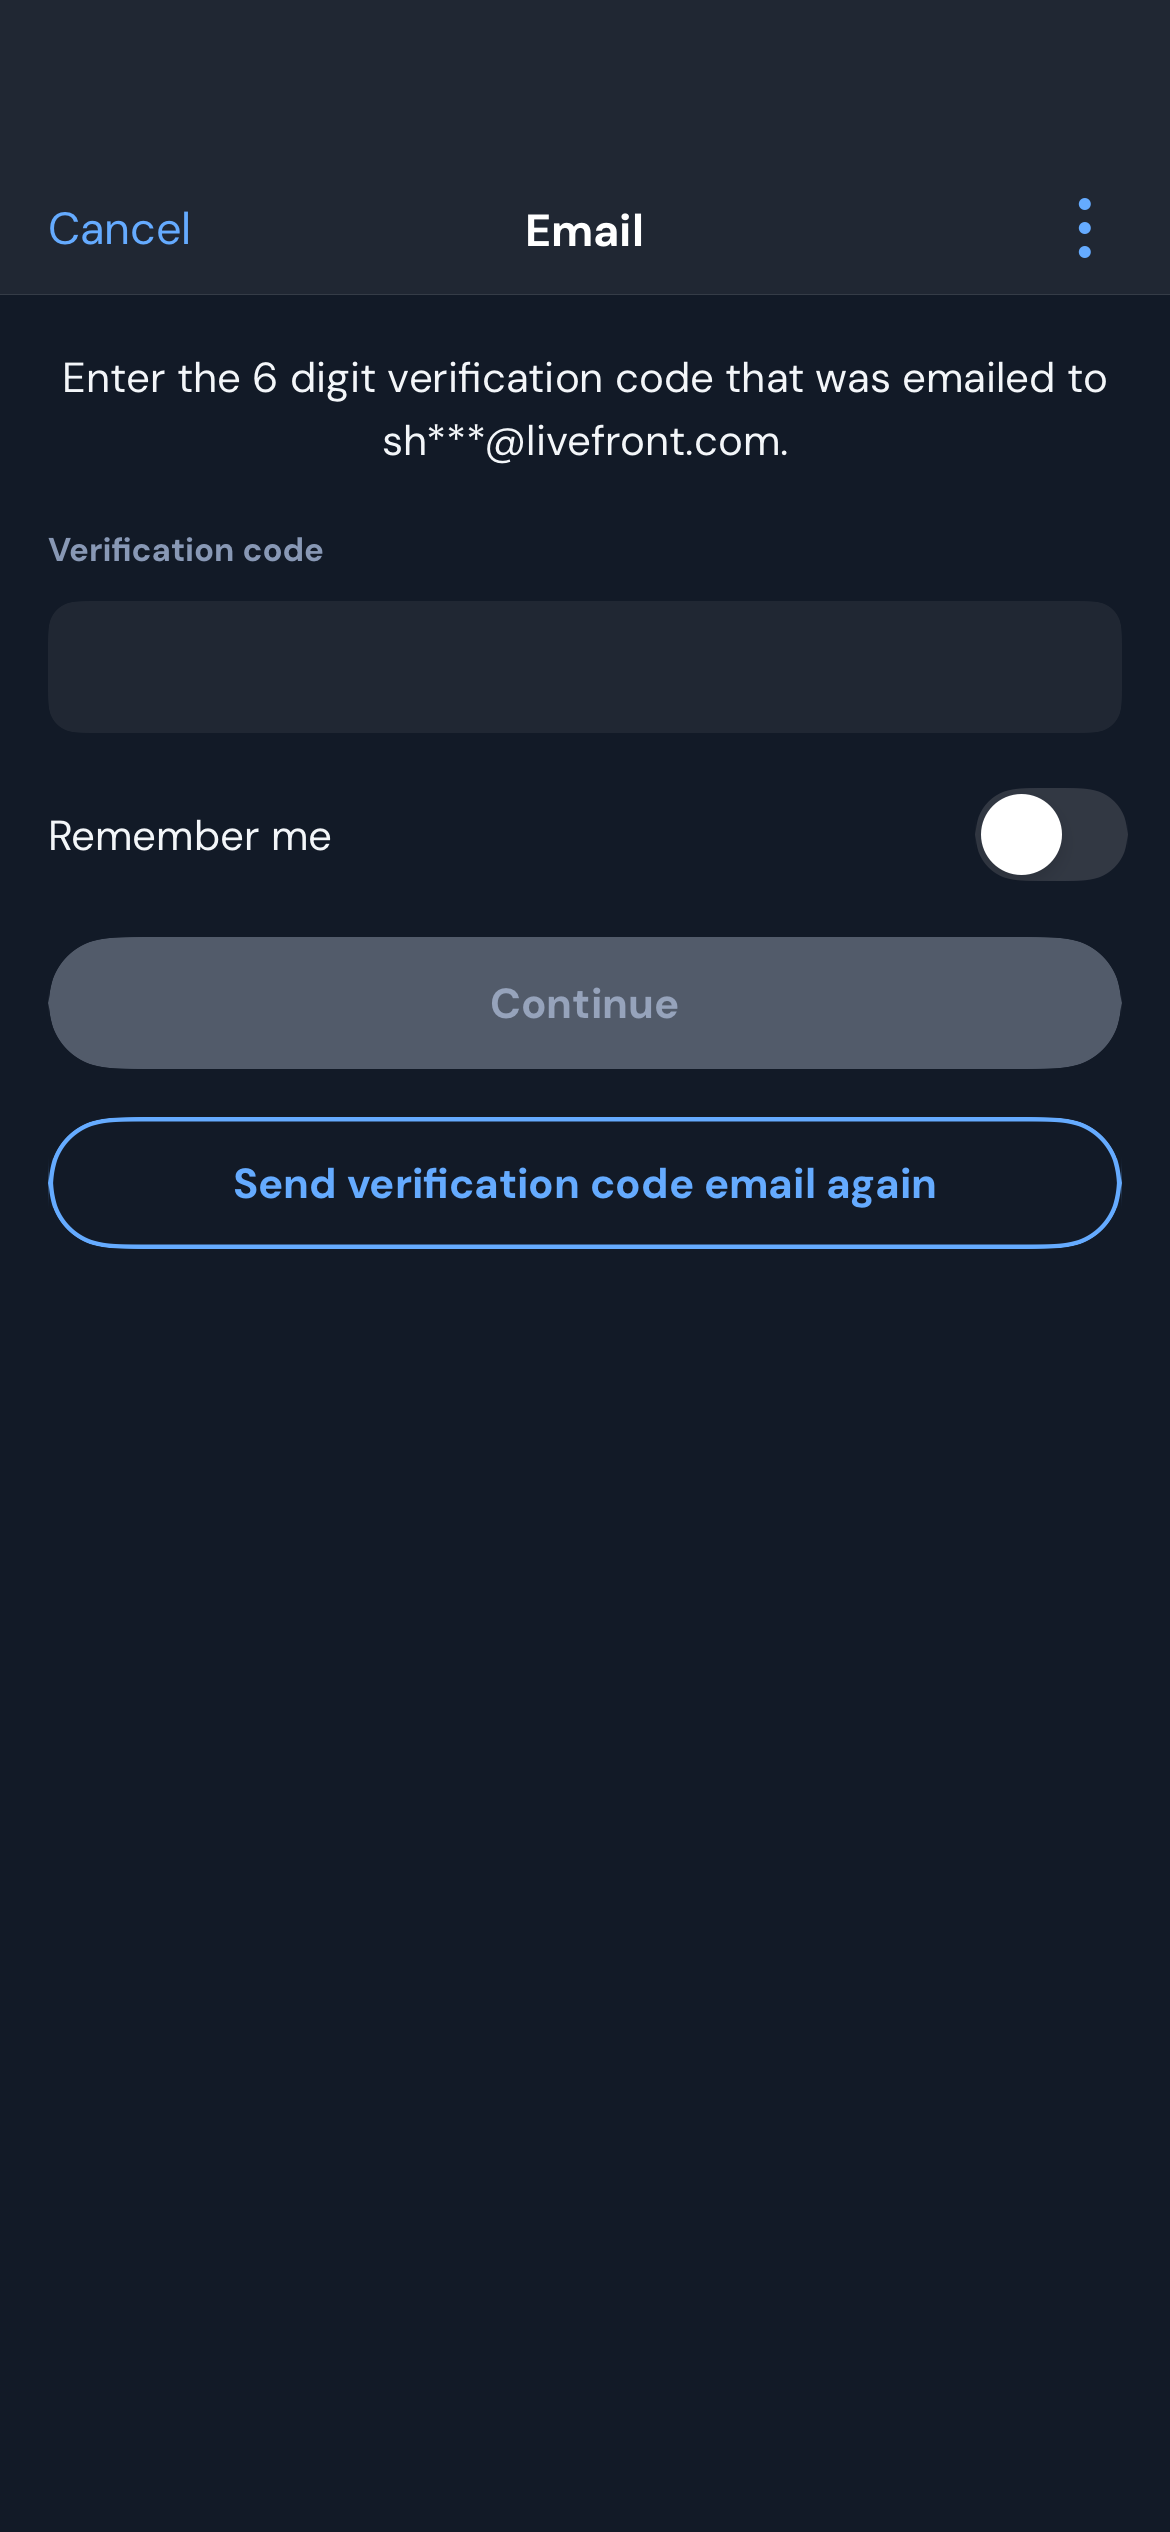 Cancel
Email
Enter the 6 digit verification code that was emailed to
sh***@livefront.com.
Verification code
Remember me
Continue
Send verification code email again